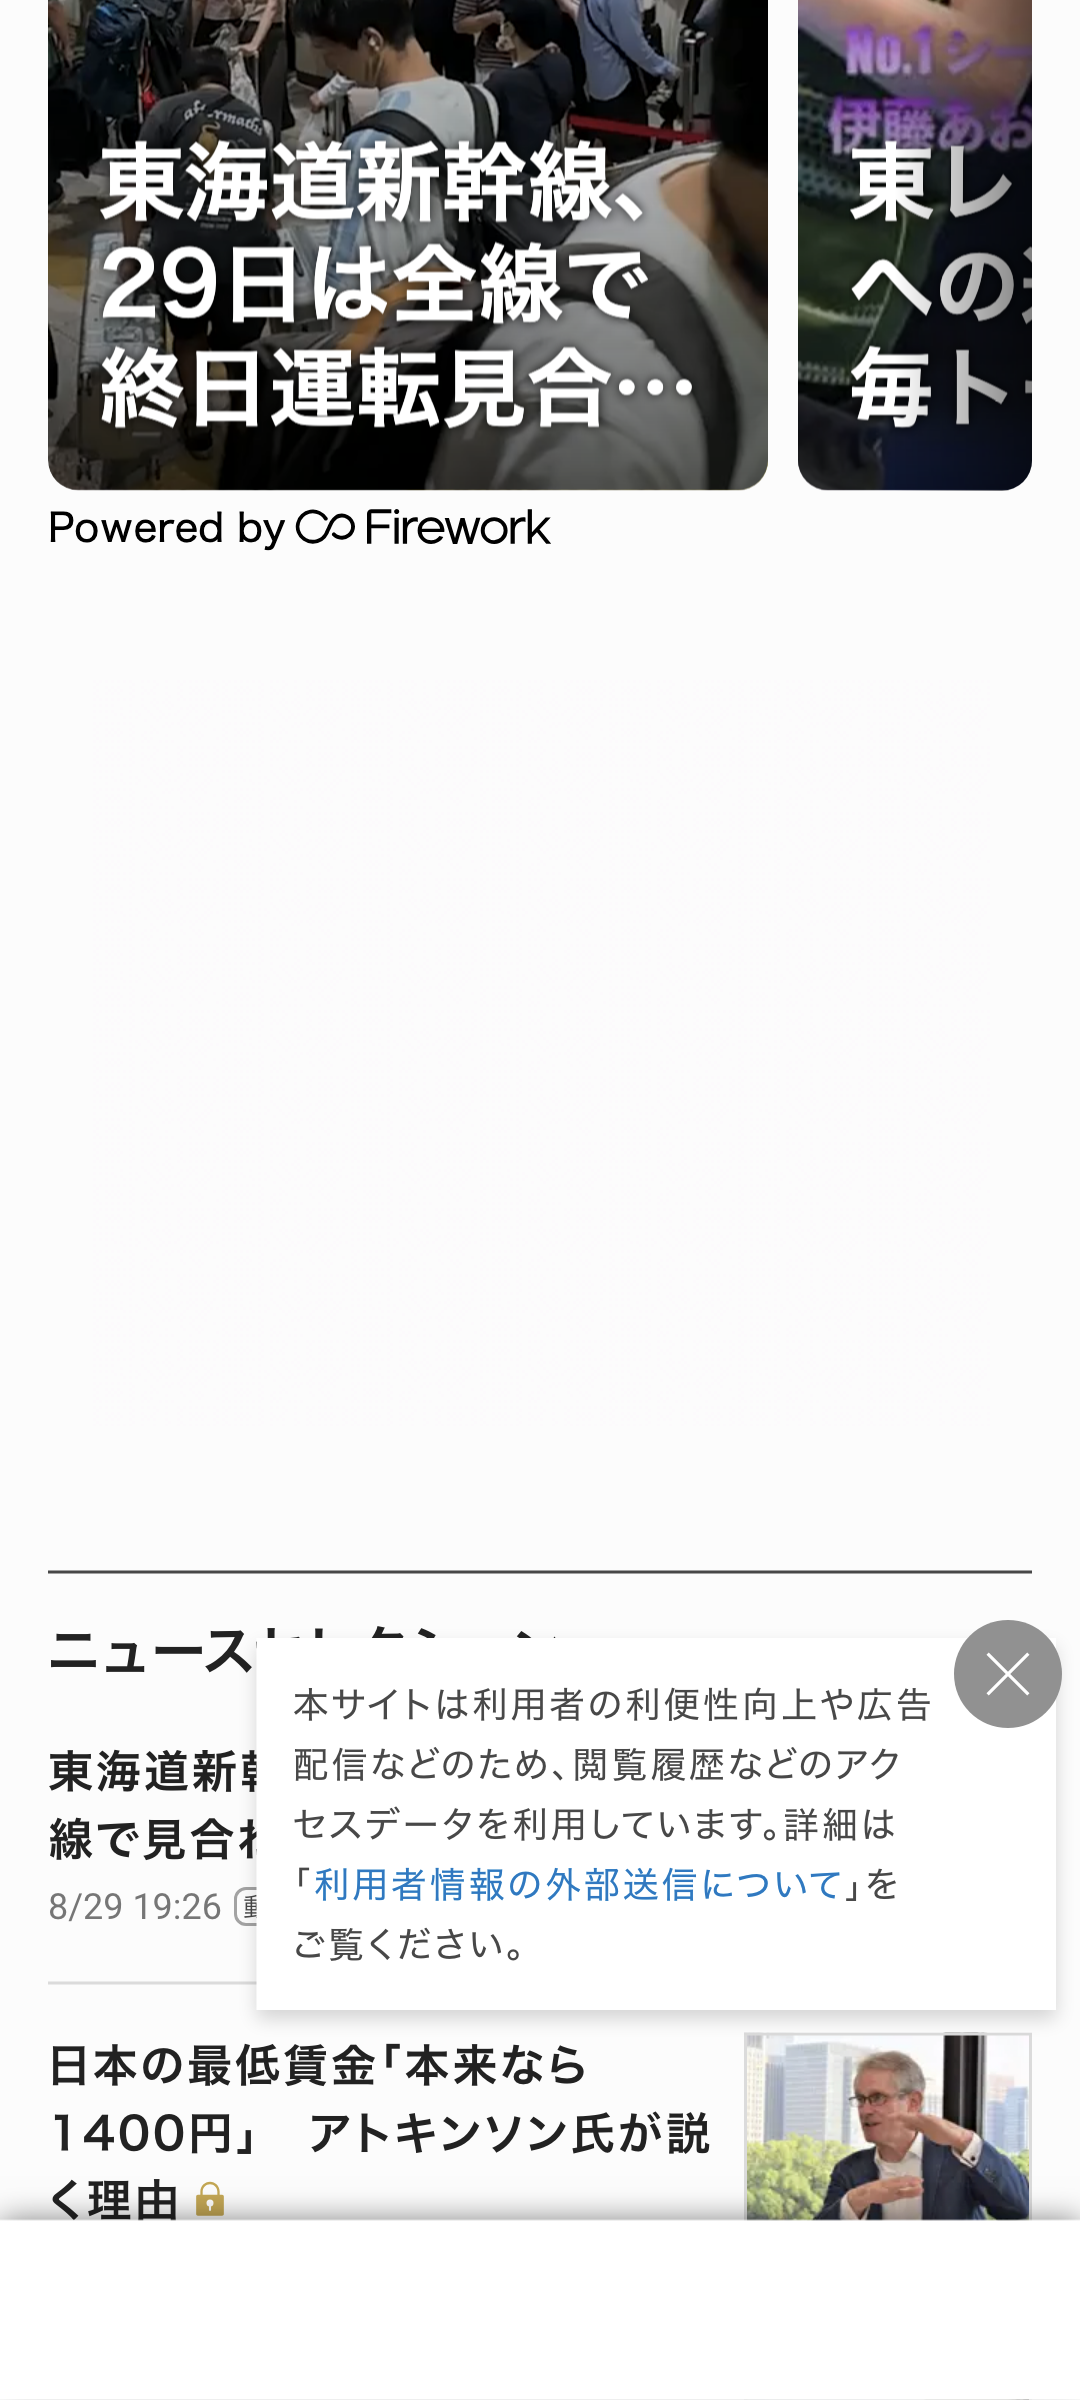 東海道新幹線、
29日は全線で
終日運転見合…
No.1シー
伊藤あお
東レ
への
毎ト
Powered by Firework
ニュース
本サイトは利用者の利便性向上や広告
配信などのため、閲覧履歴などのアク
セスデータを利用しています。詳細は
「利用者情報の外部送信について」を
ご覧ください。
東海道新
線で見合
8/29 19:26
日本の最低賃金「本来なら
1400円」　アトキンソン氏が説
く理由